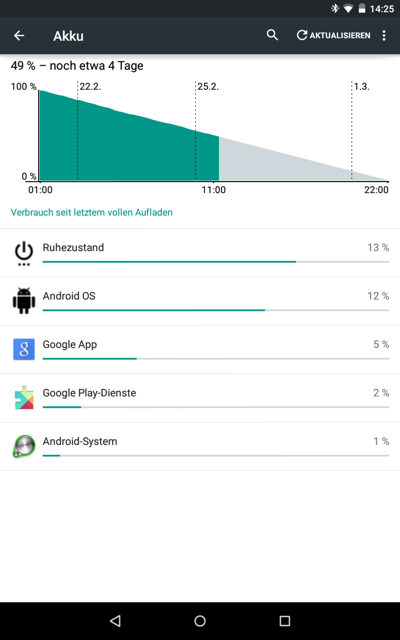 14:25
Akku
AKTUALISIEREN
49 % – noch etwa 4 Tage
100 %
22.2.
25.2.
1.3.
0 %
01:00
11:00
22:00
Verbrauch seit letztem vollen Aufladen
Ruhezustand
13 %
Android OS
12 %
Google App
5 %
Google Play-Dienste
2 %
Android-System
1 %